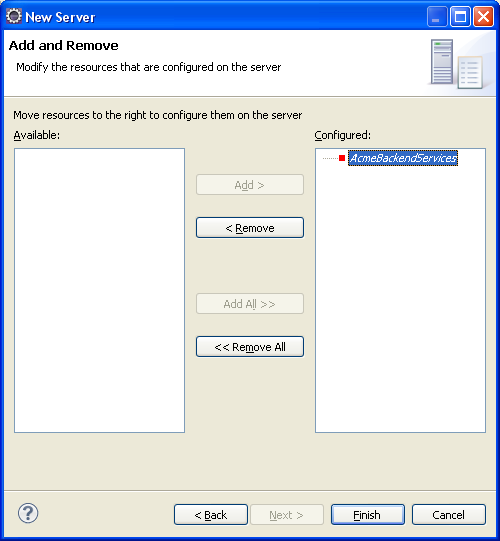 New Server
Add and Remove
Modify the resources that are configured on the server
Move resources to the right to configure them on the server
Available:
Configured:
AcmeBackendServices
Add >
< Remove
Add All >>
<< Remove All
?
< Back
Next >
Finish
Cancel